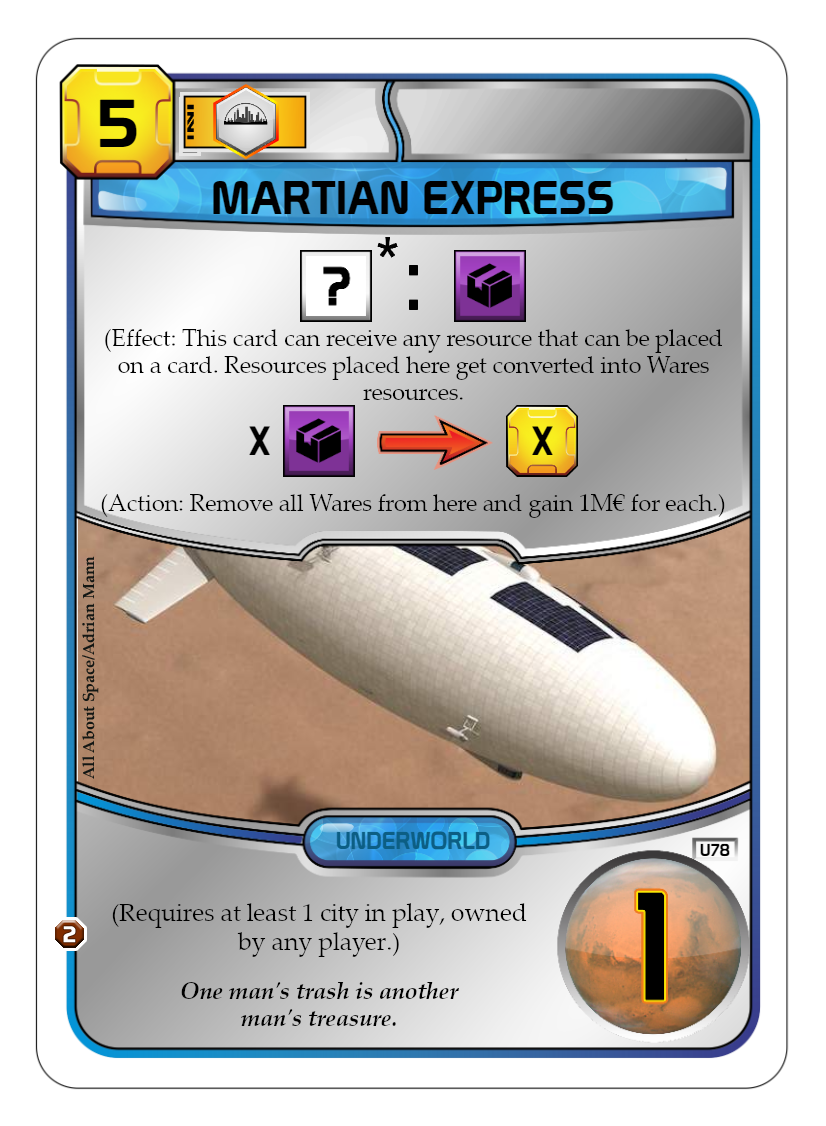 5
MARTIAN EXPRESS
? * :
(Effect: This card can receive any resource that can be placed
on a card. Resources placed here get converted into Wares
resources.
X X
(Action: Remove all Wares from here and gain 1M€ for each.)
All About Space/Adrian Mann
UNDERWORLD
U78
(Requires at least 1 city in play, owned
by any player.)
2
1
One man's trash is another
man's treasure.